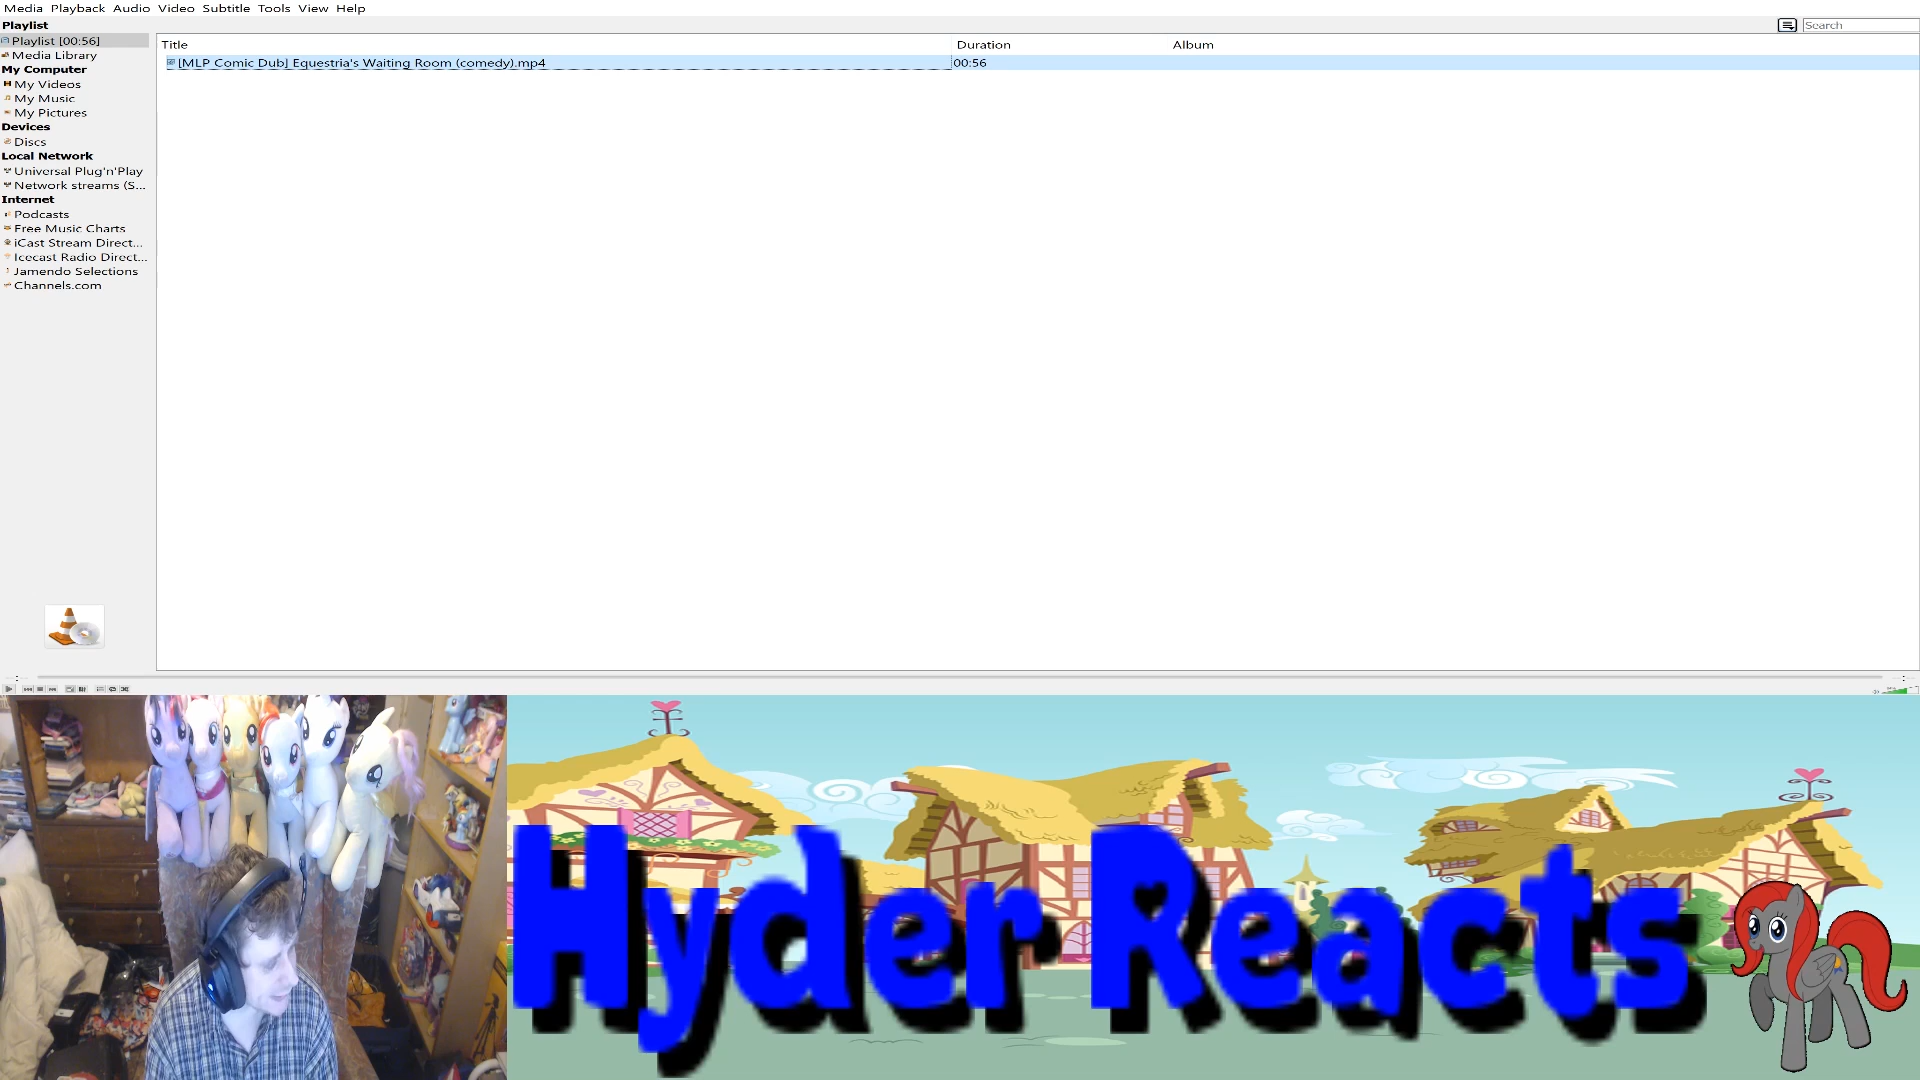 Media Playback Audio Video Subtitle Tools View Help
Playlist
Search
Playlist [00:56]
Title Duration Album
Media Library
[MLP Comic Dub] Equestria's Waiting Room (comedy).mp4 00:56
My Computer
My Videos
My Music
My Pictures
Devices
Discs
Local Network
Universal Plug'n'Play
Network streams (S...
Internet
Podcasts
Free Music Charts
iCast Stream Direct...
Icecast Radio Direct...
Jamendo Selections
Channels.com
Hyder Reacts